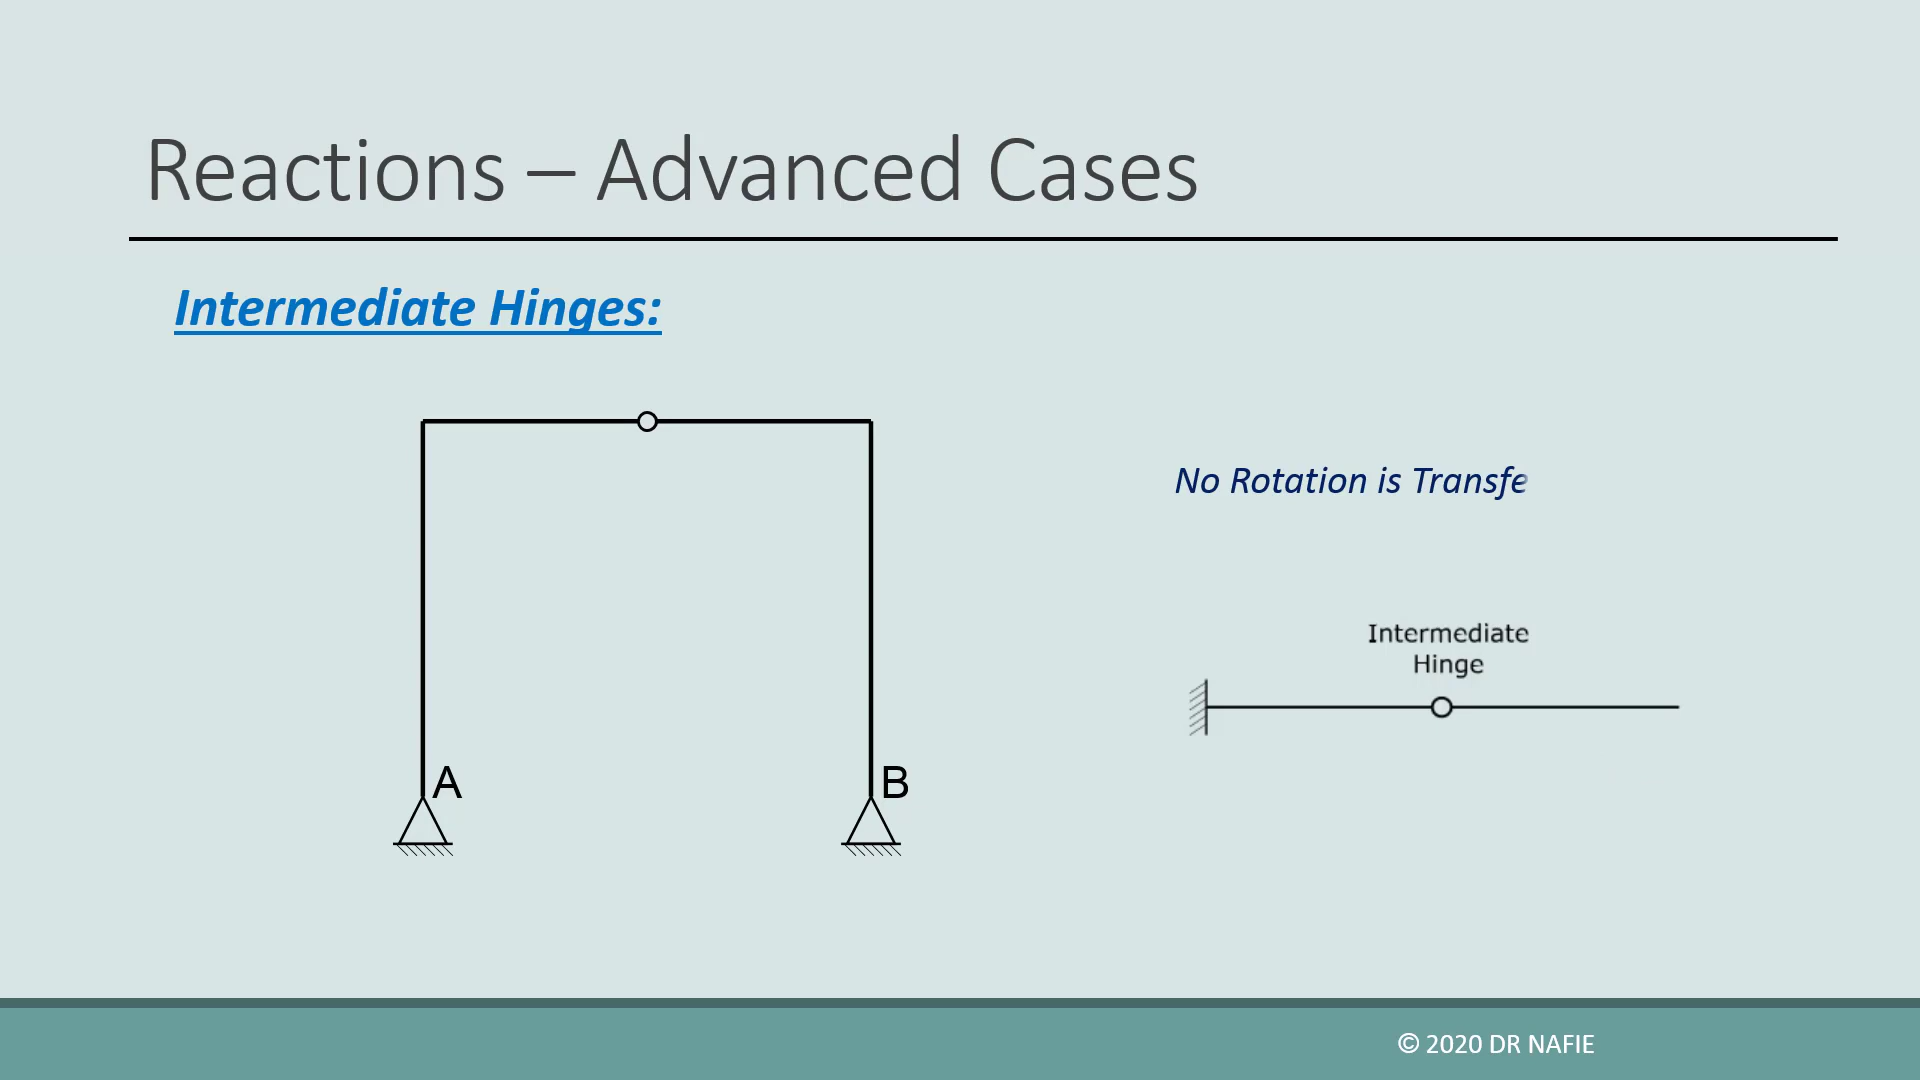 Reactions – Advanced Cases
Intermediate Hinges:
No Rotation is Transfe
Intermediate
Hinge
A
B
© 2020 DR NAFIE